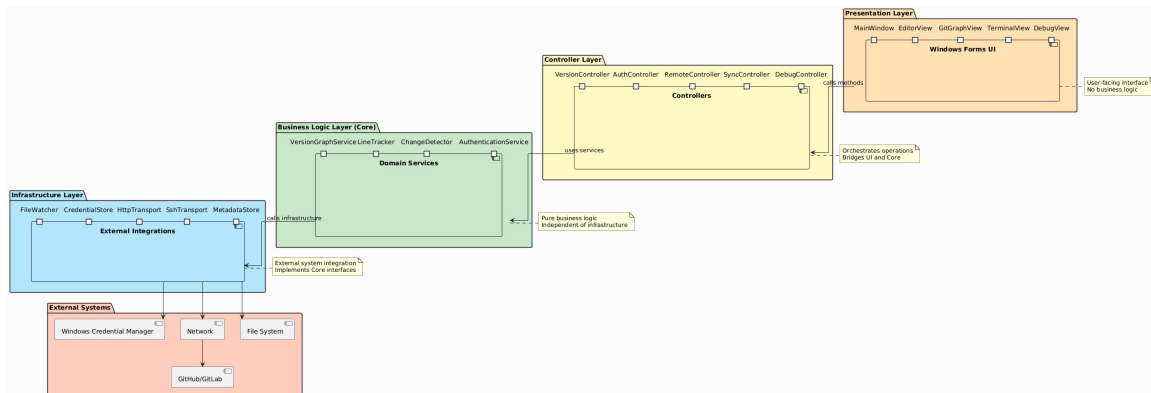 Presentation Layer
MainWindow EditorView GitGraphView TerminalView DebugView
Windows Forms UI
User-facing interface
No business logic
calls methods
Controller Layer
VersionController AuthController RemoteController SyncController DebugController
Controllers
Orchestrates operations
Bridges UI and Core
uses services
Business Logic Layer (Core)
VersionGraphService LineTracker ChangeDetector AuthenticationService
Domain Services
Pure business logic
Independent of infrastructure
calls infrastructure
Infrastructure Layer
FileWatcher CredentialStore HttpTransport SshTransport MetadataStore
External Integrations
External system integration
Implements Core interfaces
External Systems
Windows Credential Manager
Network
File System
GitHub/GitLab